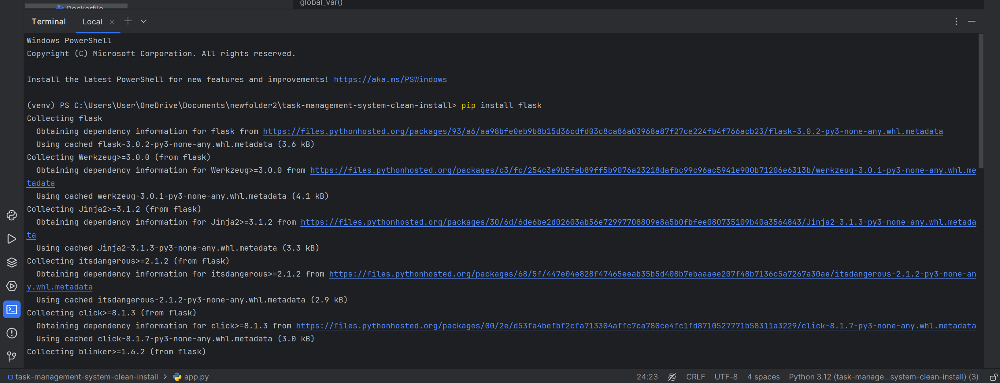 Dockerfile
global_var()
Terminal Local
Windows PowerShell
Copyright (C) Microsoft Corporation. All rights reserved.
Install the latest PowerShell for new features and improvements! https://aka.ms/PSWindows
(venv) PS C:\Users\User\OneDrive\Documents\newfolder2\task-management-system-clean-install> pip install flask
Collecting flask
  Obtaining dependency information for flask from https://files.pythonhosted.org/packages/93/a6/aa98bfe0eb9b8b15d36cdfd03c8ca86a03968a87f27ce224fb4f766acb23/flask-3.0.2-py3-none-any.whl.metadata
  Using cached flask-3.0.2-py3-none-any.whl.metadata (3.6 kB)
Collecting Werkzeug>=3.0.0 (from flask)
  Obtaining dependency information for Werkzeug>=3.0.0 from https://files.pythonhosted.org/packages/c3/fc/254c3e9b5feb89ff5b9076a23218dafbc99c96ac5941e900b71206e6313b/werkzeug-3.0.1-py3-none-any.whl.me
tadata
  Using cached werkzeug-3.0.1-py3-none-any.whl.metadata (4.1 kB)
Collecting Jinja2>=3.1.2 (from flask)
  Obtaining dependency information for Jinja2>=3.1.2 from https://files.pythonhosted.org/packages/30/6d/6de6be2d02603ab56e72997708809e8a5b0fbfee080735109b40a3564843/Jinja2-3.1.3-py3-none-any.whl.metada
ta
  Using cached Jinja2-3.1.3-py3-none-any.whl.metadata (3.3 kB)
Collecting itsdangerous>=2.1.2 (from flask)
  Obtaining dependency information for itsdangerous>=2.1.2 from https://files.pythonhosted.org/packages/68/5f/447e04e828f47465eeab35b5d408b7ebaaaee207f48b7136c5a7267a30ae/itsdangerous-2.1.2-py3-none-an
y.whl.metadata
  Using cached itsdangerous-2.1.2-py3-none-any.whl.metadata (2.9 kB)
Collecting click>=8.1.3 (from flask)
  Obtaining dependency information for click>=8.1.3 from https://files.pythonhosted.org/packages/00/2e/d53fa4befbf2cfa713304affc7ca780ce4fc1fd8710527771b58311a3229/click-8.1.7-py3-none-any.whl.metadata
  Using cached click-8.1.7-py3-none-any.whl.metadata (3.0 kB)
Collecting blinker>=1.6.2 (from flask)
task-management-system-clean-install > app.py 24:23 CRLF UTF-8 4 spaces Python 3.12 (task-manage...system-clean-install) (3)